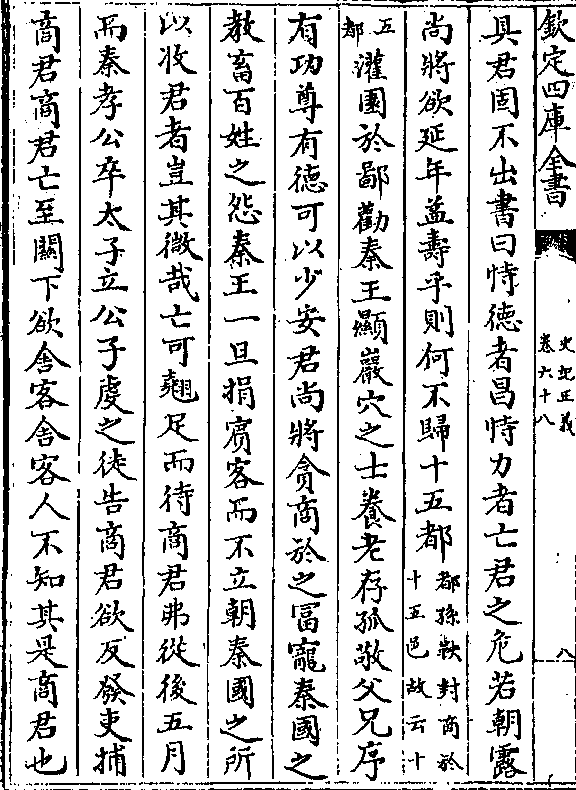 欽定四庫全書
史記正義
卷六十八
八
具君固不出書曰恃德者昌恃力者亡君之危若朝露
尚將欲延年益壽乎則何不歸十五都
都孫鞅封商於
十五邑故云十
五
都
灌園於鄙勸秦王顯巖穴之士養老存孤敬父兄序
有功尊有德可以少安君尚將貪商於之富寵秦國之
教畜百姓之怨秦王一旦捐賓客而不立朝秦國之所
以收君者豈其微哉亡可翹足而待商君弗從後五月
而秦孝公卒太子立公子虔之徒告商君欲反發吏捕
商君商君亡至關下欲舍客舍客人不知其是商君也